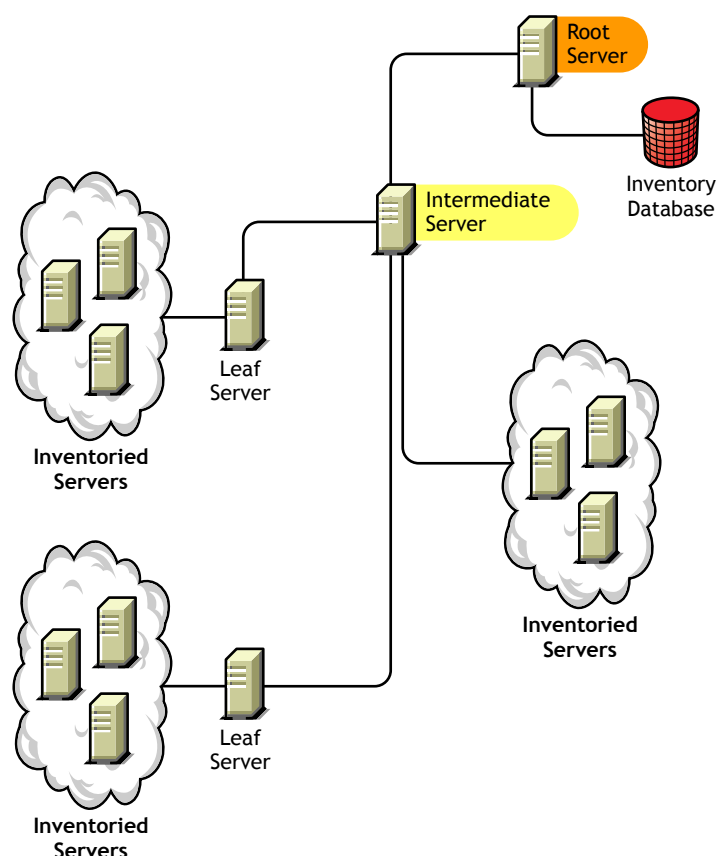 Root
Server
Inventory
Database
Intermediate
Server
Leaf
Server
Inventoried
Servers
Inventoried
Servers
Leaf
Server
Inventoried
Servers